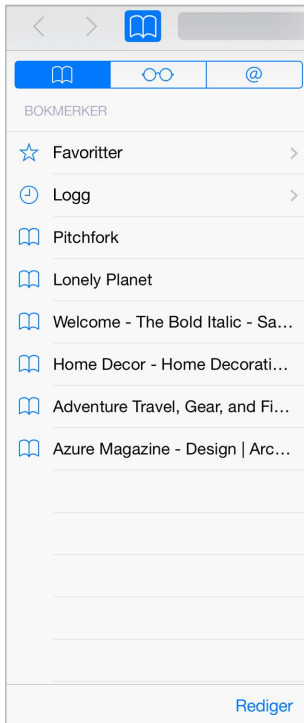 @
BOKMERKER
Favoritter
Logg
Pitchfork
Lonely Planet
Welcome - The Bold Italic - Sa...
Home Decor - Home Decorati...
Adventure Travel, Gear, and Fi...
Azure Magazine - Design | Arc...
Rediger